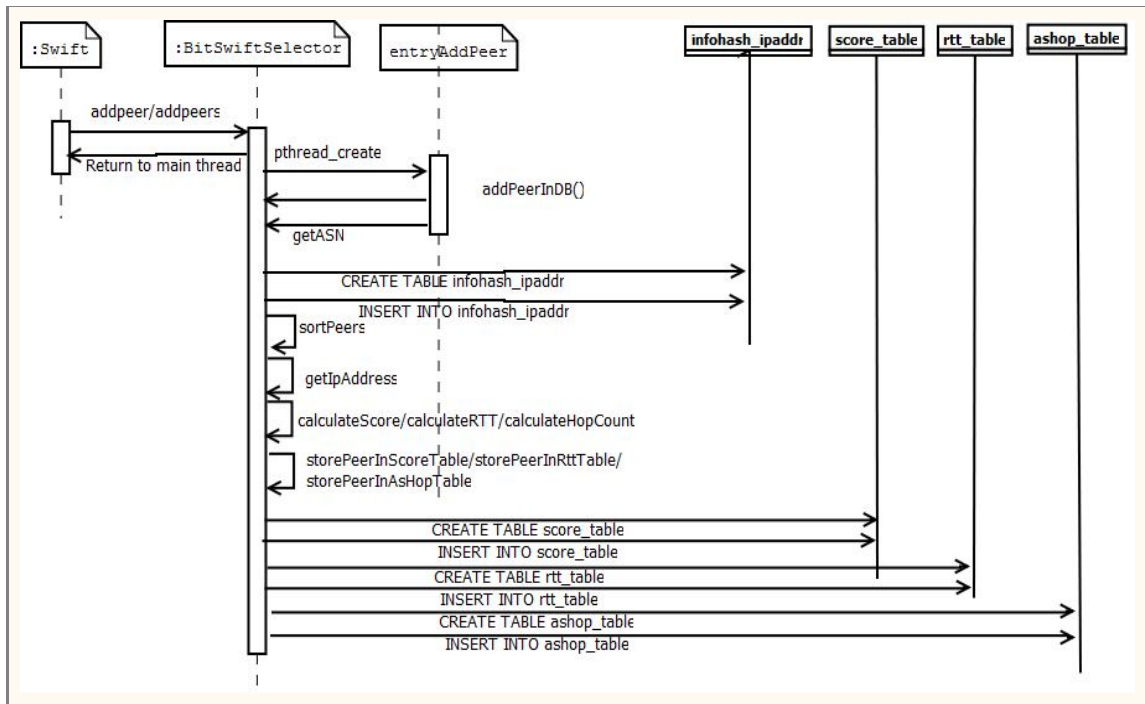 :Swift
:BitSwiftSelector
entryAddPeer
infohash_ipaddr
score_table
rtt_table
ashop_table
addpeer/addpeers
Return to main thread
pthread_create
addPeerInDB()
getASN
CREATE TABLE infohash_ipaddr
INSERT INTO infohash_ipaddr
sortPeers
getIpAddress
calculateScore/calculateRTT/calculateHopCount
storePeerInScoreTable/storePeerInRttTable/
storePeerInAsHopTable
CREATE TABLE score_table
INSERT INTO score_table
CREATE TABLE rtt_table
INSERT INTO rtt_table
CREATE TABLE ashop_table
INSERT INTO ashop_table